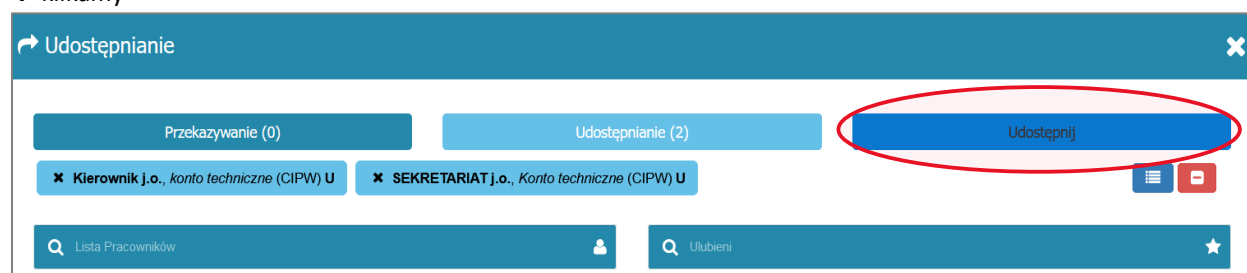 Udostępnianie
Przekazywanie (0) Udostępnianie (2) Udostępnij
Kierownik j.o., konto techniczne (CIPW) U SEKRETARIAT j.o., Konto techniczne (CIPW) U
Lista Pracowników Ulubieni